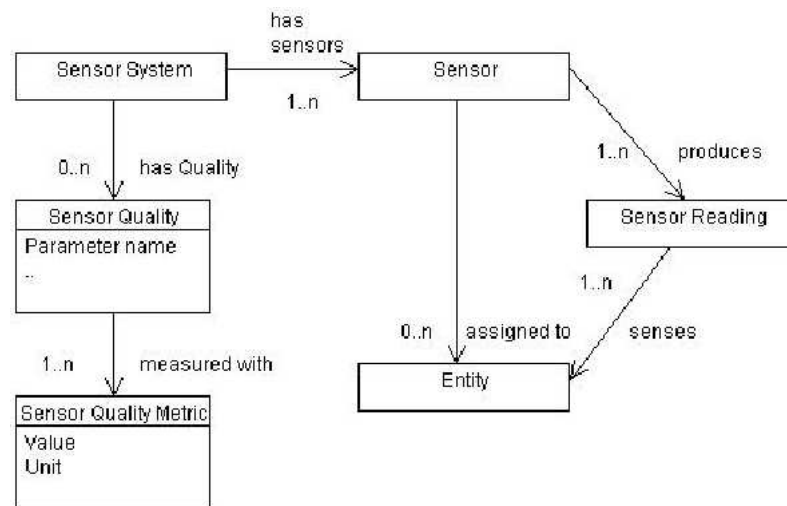 has
sensors
Sensor System
Sensor
1..n
1..n
produces
0..n
has Quality
Sensor Quality
Parameter name
..
Sensor Reading
1..n
0..n
assigned to
senses
1..n
measured with
Entity
Sensor Quality Metric
Value
Unit